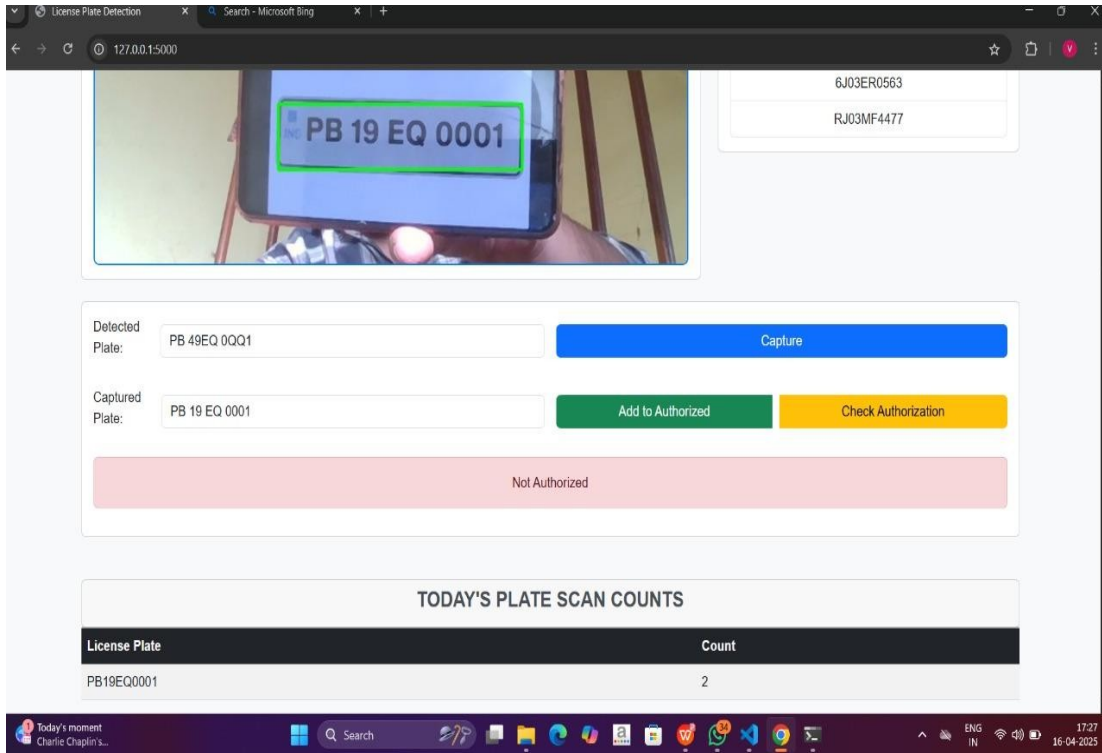 License Plate Detection
Search - Microsoft Bing
127.0.0.1:5000
V
6J03ER0563
RJ03MF4477
IND
PB 19 EQ 0001
Detected
Plate:
PB 49EQ 0QQ1
Capture
Captured
Plate:
PB 19 EQ 0001
Add to Authorized
Check Authorization
Not Authorized
TODAY'S PLATE SCAN COUNTS
License Plate
Count
PB19EQ0001
2
Today's moment
Charlie Chaplin's...
Search
34
ENG
IN
17:27
16-04-2025